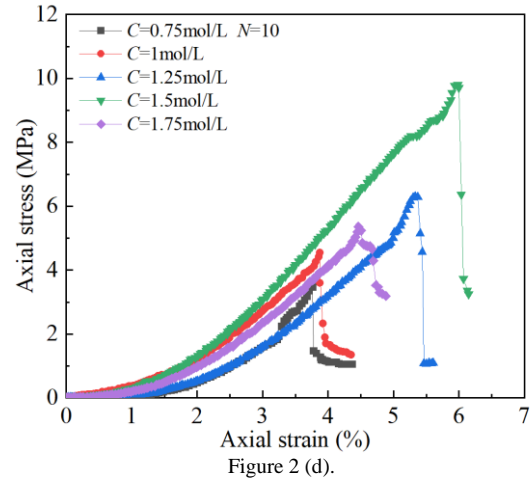 C=0.75mol/L N=10
C=1mol/L
C=1.25mol/L
C=1.5mol/L
C=1.75mol/L
Axial stress (MPa)
12
10
8
6
4
2
0
0 1 2 3 4 5 6 7
Axial strain (%)
Figure 2 (d).